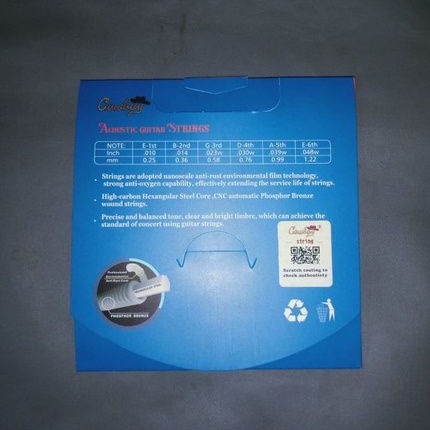 Cowboy
ACOUSTIC GUITAR STRINGS
NOTE: E-1st B-2nd G-3rd D-4th A-5th E-6th
Inch .010 .014 .023w .030w .039w .048w
mm 0.25 0.36 0.58 0.76 0.99 1.22
• Strings are adopted nanoscale anti-rust environmental film technology,
strong anti-oxygen capability, effectively extending the service life of strings.
• High-carbon Hexangular Steel Core ,CNC automatic Phosphor Bronze
wound strings.
• Precise and balanced tone, clear and bright timbre, which can achieve the
standard of concert using guitar strings.
Cowboy
string
Scratch coating to
check authenticity
PHOSPHOR BRONZE